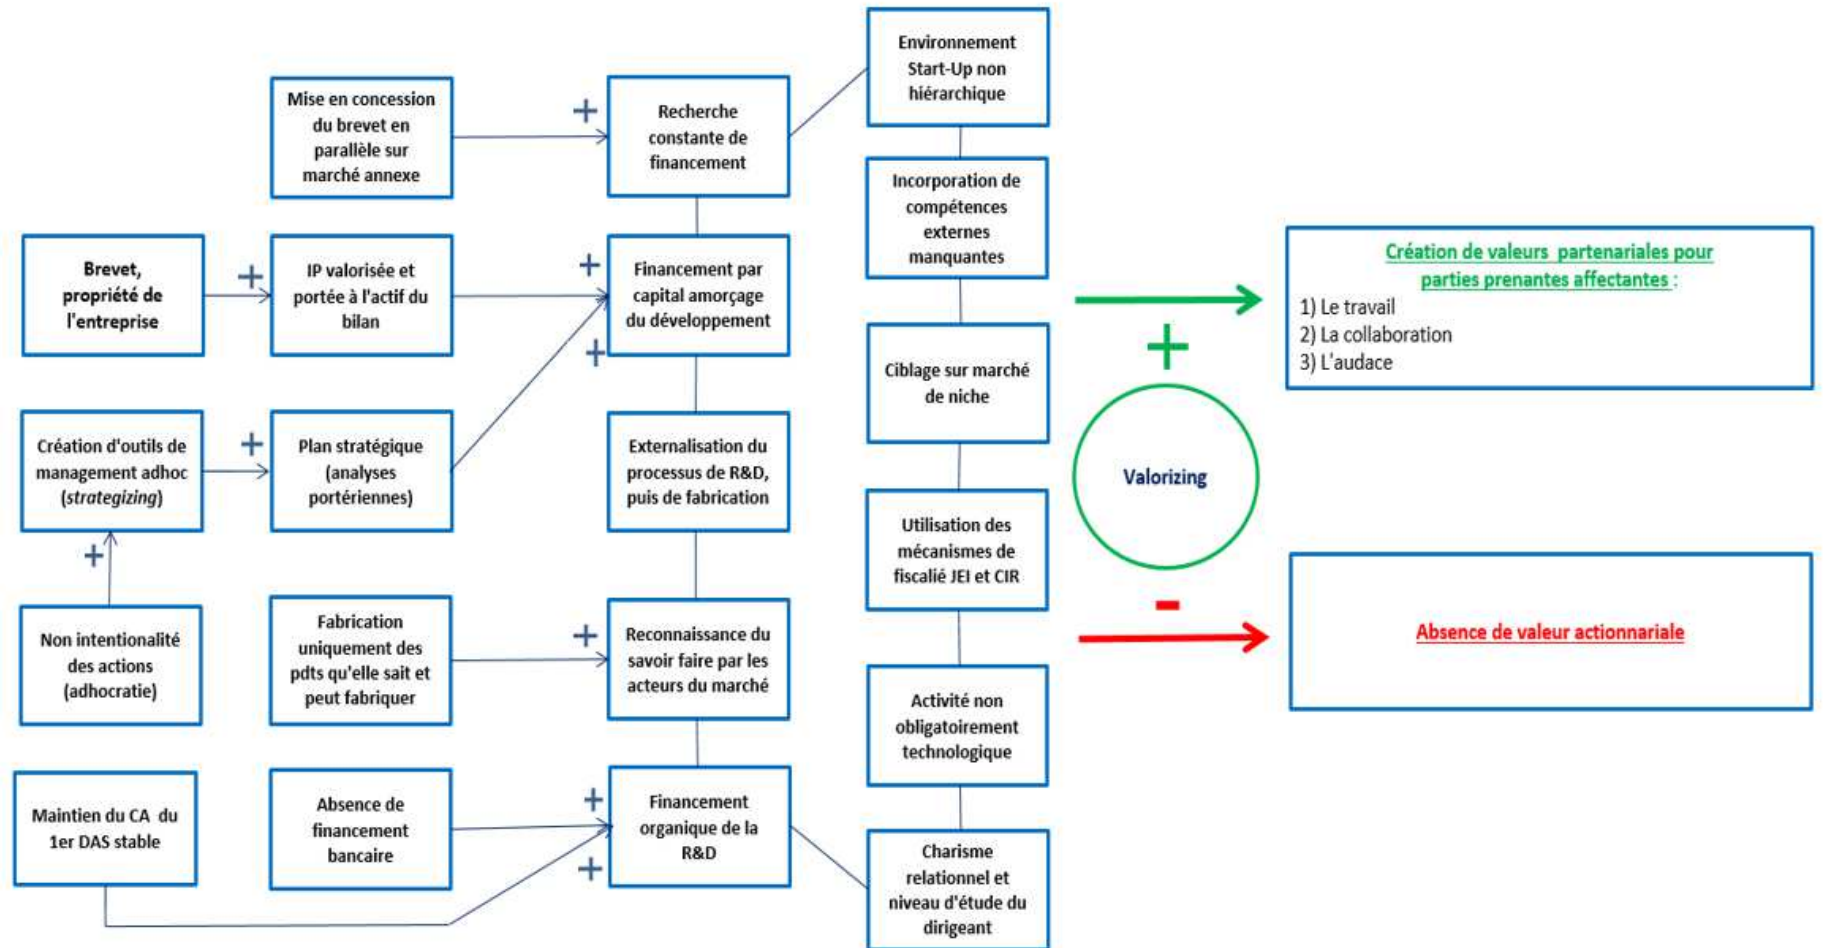 Mise en concession
du brevet en
parallèle sur
marché annexe
+
Recherche
constante de
financement
Environnement
Start-Up non
hiérarchique
Incorporation de
compétences
externes
manquantes
Brevet,
propriété de
l'entreprise
+
IP valorisée et
portée à l'actif du
bilan
+
Financement par
capital amorçage
du développement
+
Ciblage sur marché
de niche
Création d'outils de
management adhoc
(strategizing)
+
Plan stratégique
(analyses
portériennes)
Externalisation du
processus de R&D,
puis de fabrication
Utilisation des
mécanismes de
fiscalié JEI et CIR
+
Non intentionalité
des actions
(adhocratie)
Fabrication
uniquement des
pdts qu'elle sait et
peut fabriquer
+
Reconnaissance du
savoir faire par les
acteurs du marché
Activité non
obligatoirement
technologique
Maintien du CA du
1er DAS stable
Absence de
financement
bancaire
+
+
Financement
organique de la
R&D
Charisme
relationnel et
niveau d'étude du
dirigeant
+
Valorizing
-
Création de valeurs partenariales pour
parties prenantes affectantes :
1) Le travail
2) La collaboration
3) L'audace
Absence de valeur actionnariale